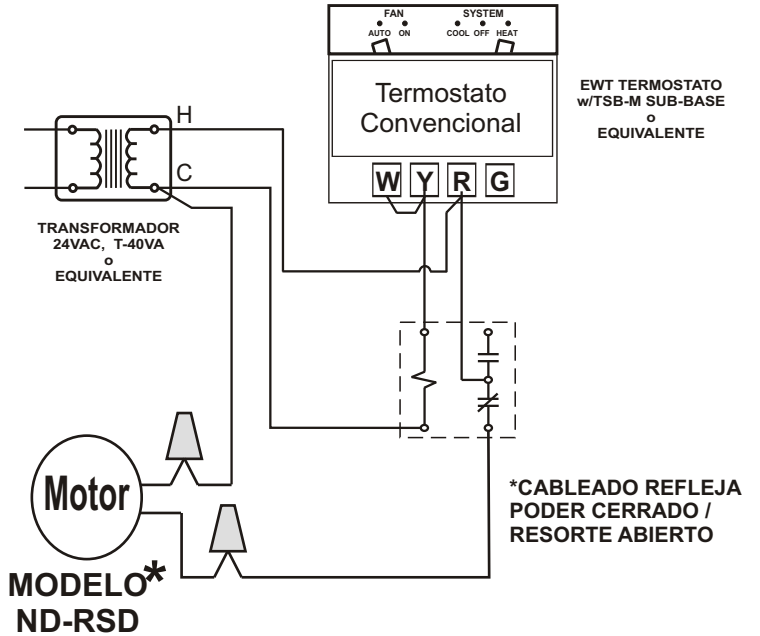 FAN SYSTEM
AUTO ON COOL OFF HEAT
Termostato
Convencional
W Y R G
EWT TERMOSTATO
w/TSB-M SUB-BASE
o
EQUIVALENTE
H
C
TRANSFORMADOR
24VAC, T-40VA
o
EQUIVALENTE
Motor
MODELO*
ND-RSD
*CABLEADO REFLEJA
PODER CERRADO /
RESORTE ABIERTO